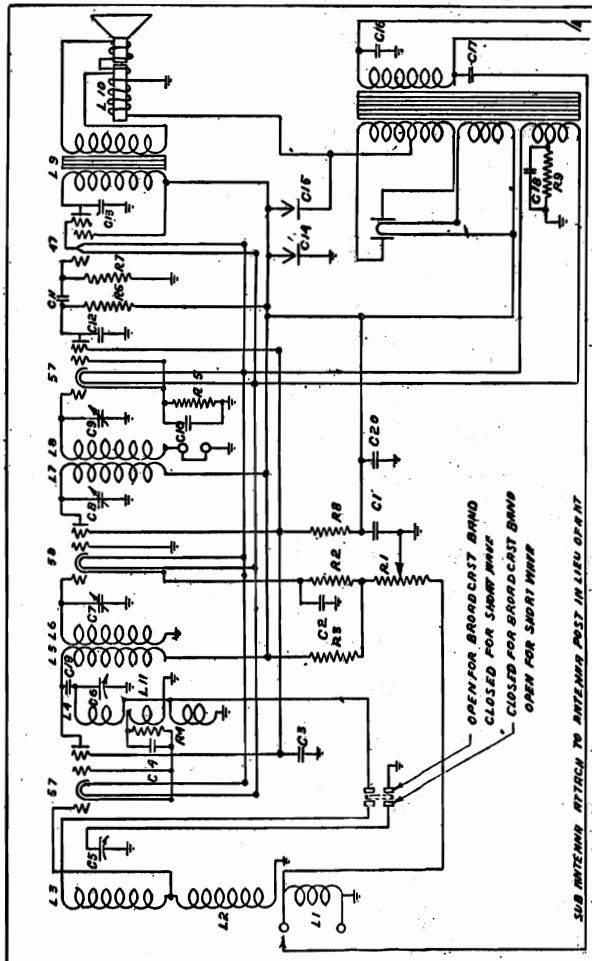 L3
57
L4
C19
L5
L6
58
L7
L8
57
C11
47
L9
L10
C5
C6
C7
C8
C9
C12
R6
R7
C13
L11
C4
R4
C10
R5
L2
C3
R3
C2
R2
R8
C14
C15
L1
R1
C1
C20
C16
C17
C18
R9
OPEN FOR BROADCAST BAND
CLOSED FOR SHORT WAVE
CLOSED FOR BROADCAST BAND
OPEN FOR SHORT WAVE
SUB ANTENNA ATTACH TO ANTENNA POST IN LIEU OF ANT